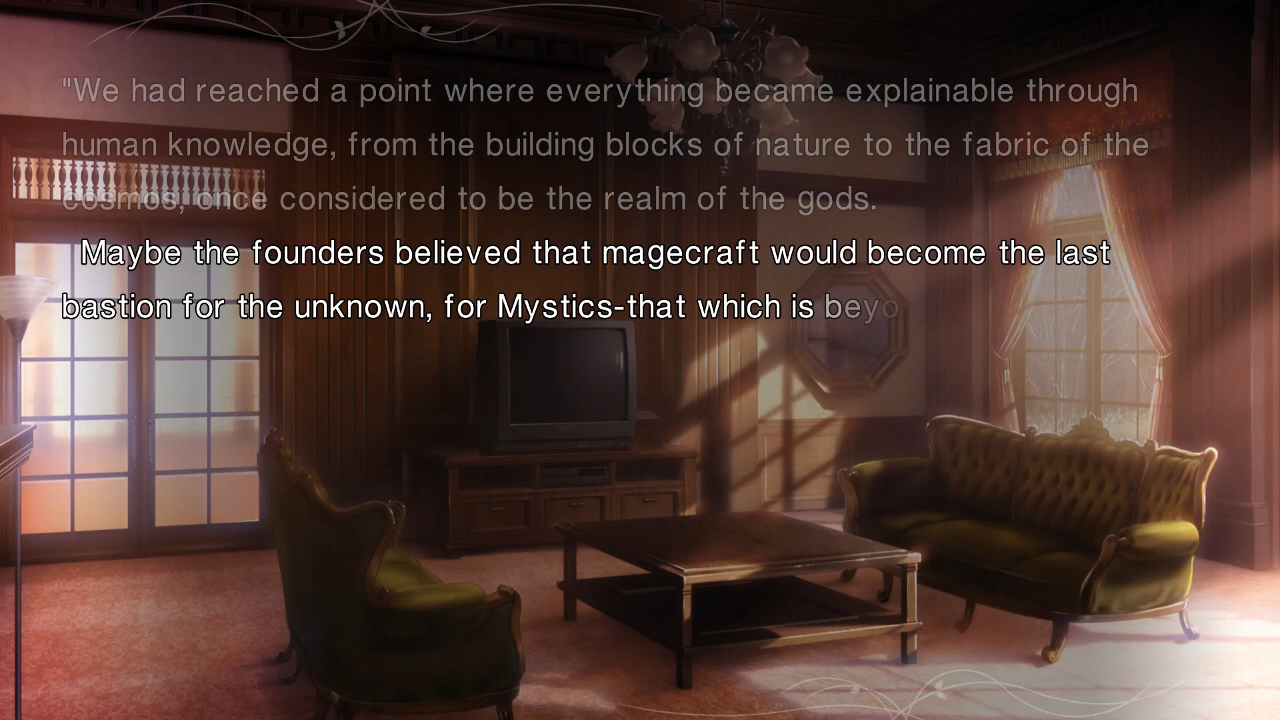 "We had reached a point where everything became explainable through
human knowledge, from the building blocks of nature to the fabric of the
cosmos, once considered to be the realm of the gods.
Maybe the founders believed that magecraft would become the last
bastion for the unknown, for Mystics-that which is beyo